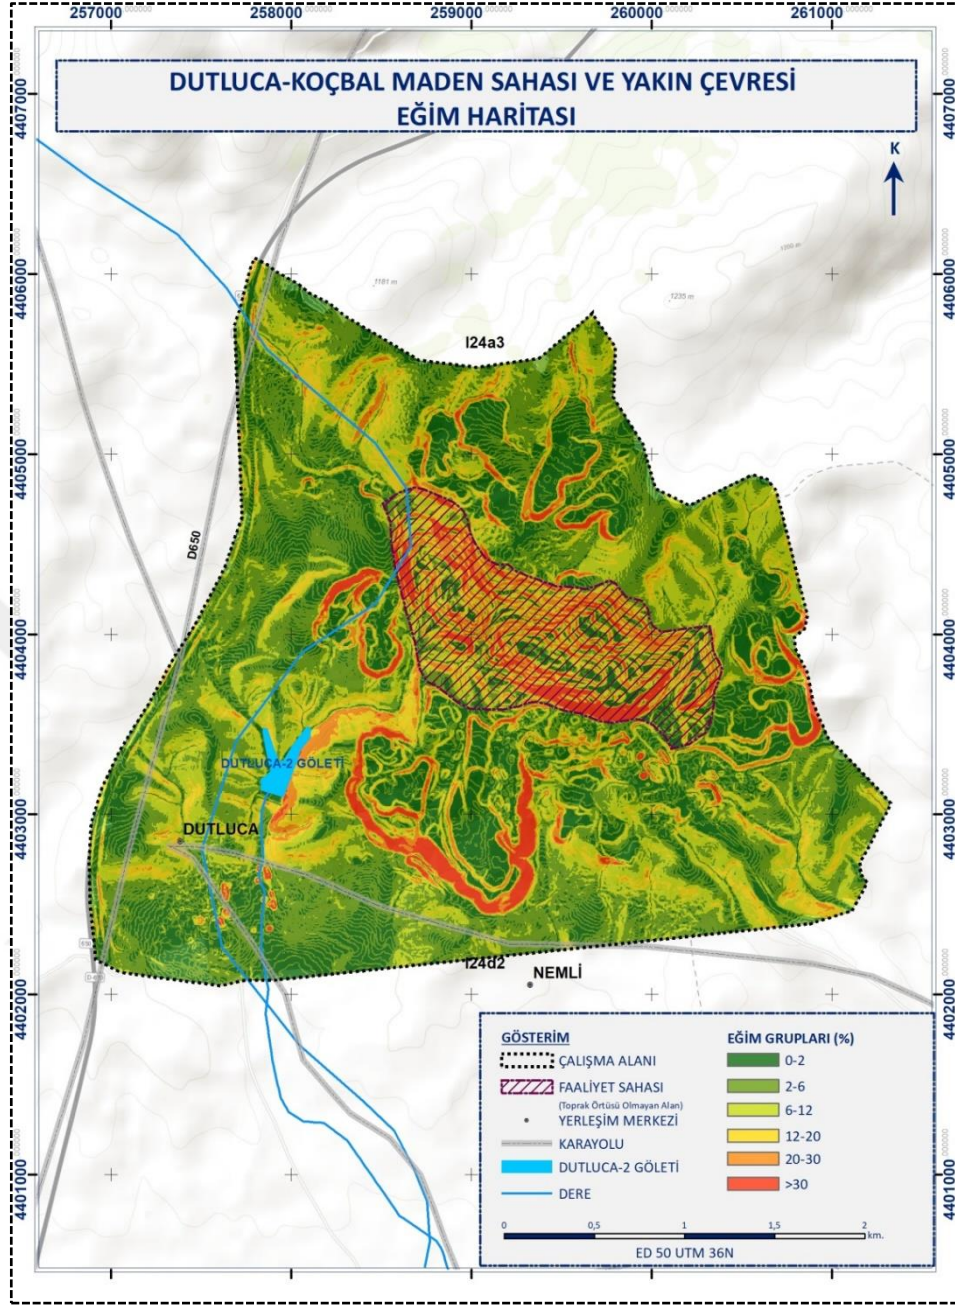 257000 258000 259000 260000 261000
DUTLUCA-KOÇBAL MADEN SAHASI VE YAKIN ÇEVRESİ
EĞİM HARİTASI
K
4407000
4407000
4406000
4406000
1181 m
1235 m
I24a3
4405000
4405000
D650
4404000
4404000
DUTLUCA-2 GÖLETİ
4403000
4403000
DUTLUCA
I24d2
NEMLİ
4402000
4402000
4401000
4401000
GÖSTERİM
ÇALIŞMA ALANI
FAALİYET SAHASI
(Toprak Örtüsü Olmayan Alan)
YERLEŞİM MERKEZİ
KARAYOLU
DUTLUCA-2 GÖLETİ
DERE
EĞİM GRUPLARI (%)
0-2
2-6
6-12
12-20
20-30
>30
0 0,5 1 1,5 2
km.
ED 50 UTM 36N